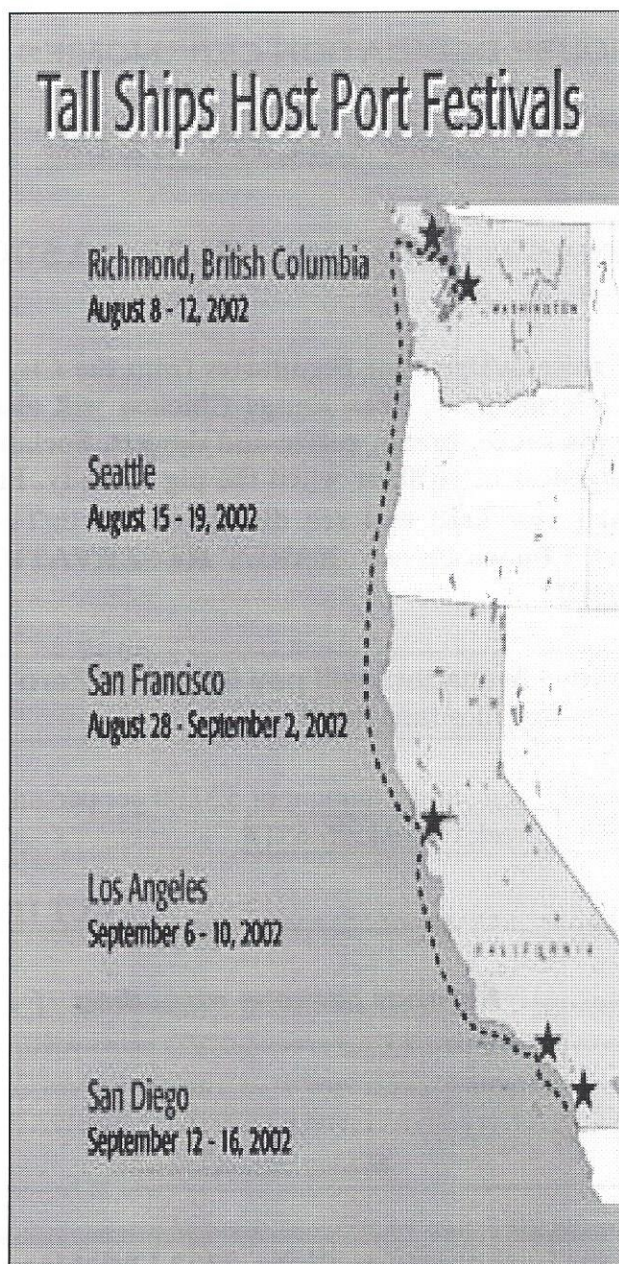 Tall Ships Host Port Festivals
Richmond, British Columbia
August 8 - 12, 2002
WASHINGTON
Seattle
August 15 - 19, 2002
San Francisco
August 28 - September 2, 2002
Los Angeles
September 6 - 10, 2002
KALIFORNIA
San Diego
September 12 - 16, 2002